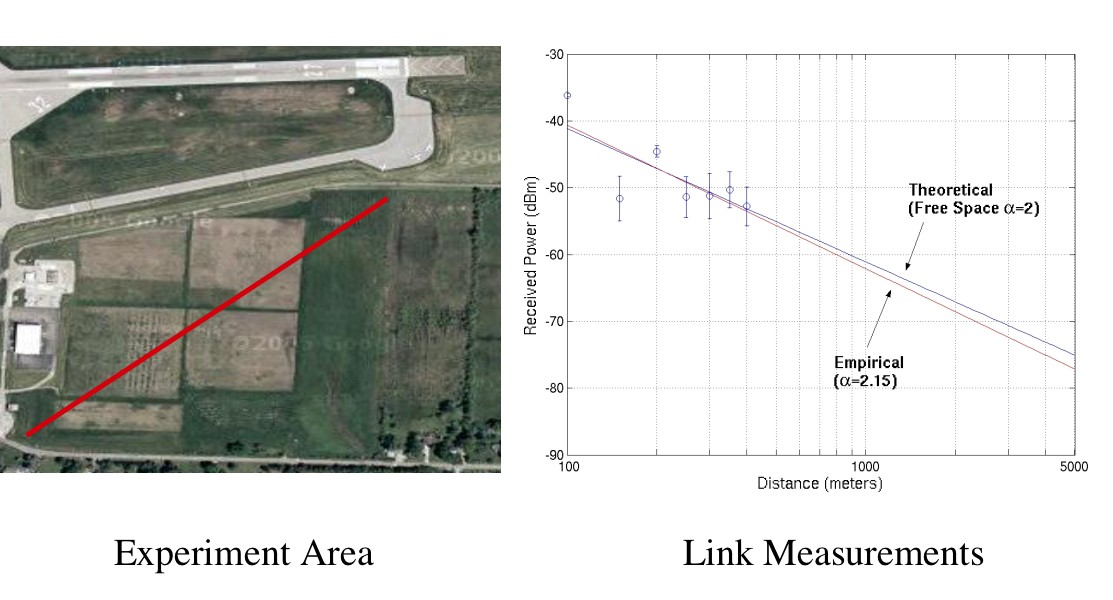 -30
-40
-50
-60
-70
-80
-90
Received Power (dBm)
Theoretical
(Free Space α=2)
Empirical
(α=2.15)
100
1000
5000
Distance (meters)
Experiment Area
Link Measurements